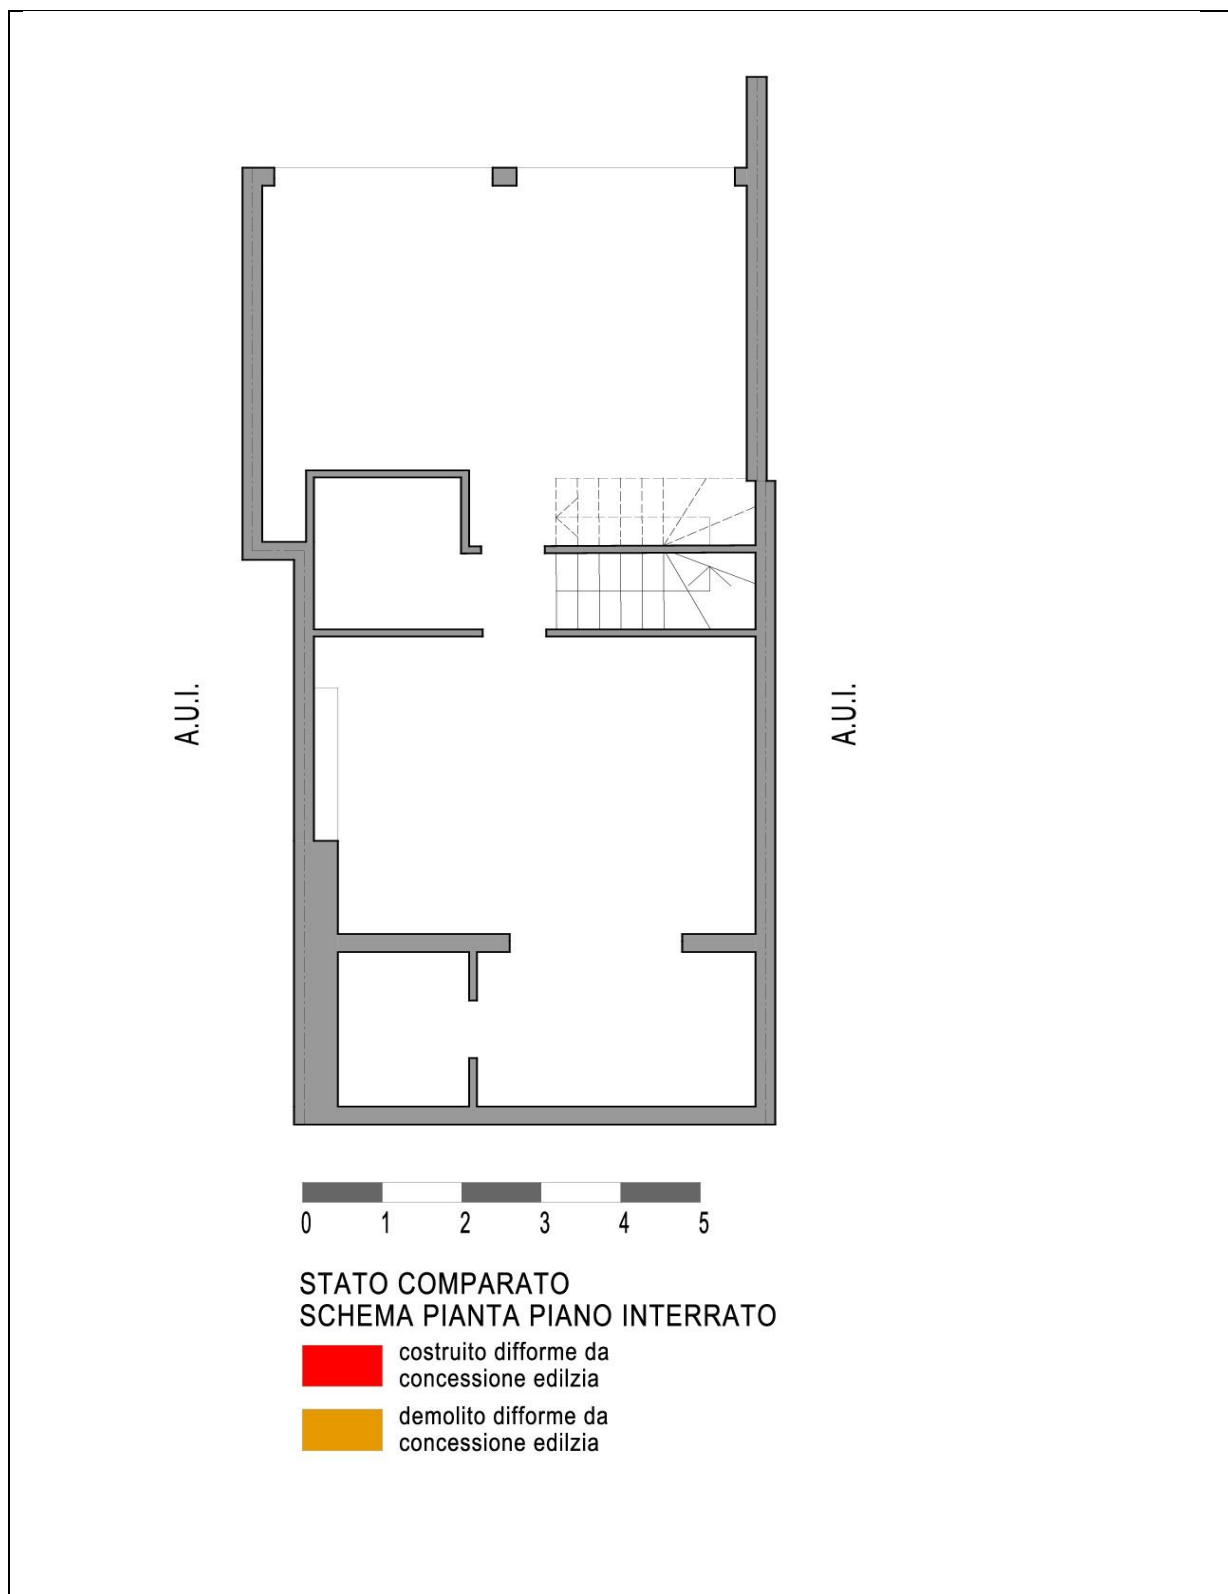 A.U.I.
A.U.I.
0 1 2 3 4 5
STATO COMPARATO
SCHEMA PIANTA PIANO INTERRATO
costruito difforme da
concessione edilzia
demolito difforme da
concessione edilzia